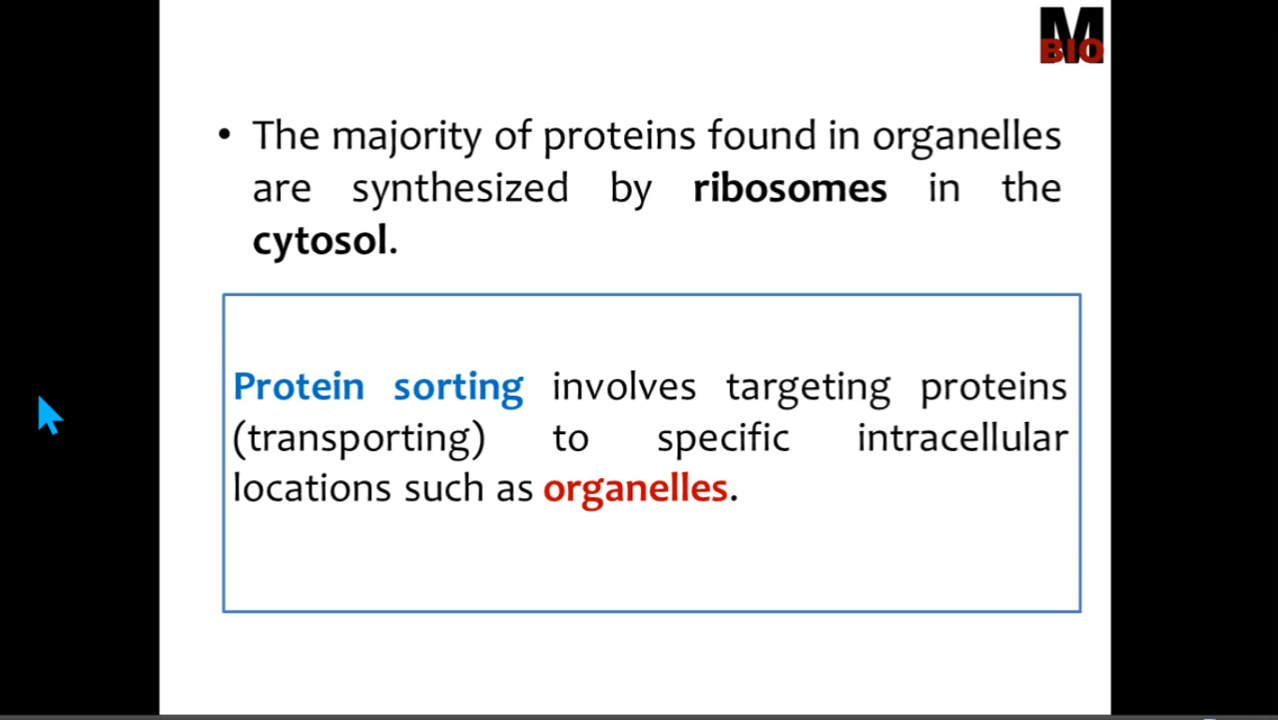 M
BIO
• The majority of proteins found in organelles
are synthesized by ribosomes in the
cytosol.
Protein sorting involves targeting proteins
(transporting) to specific intracellular
locations such as organelles.